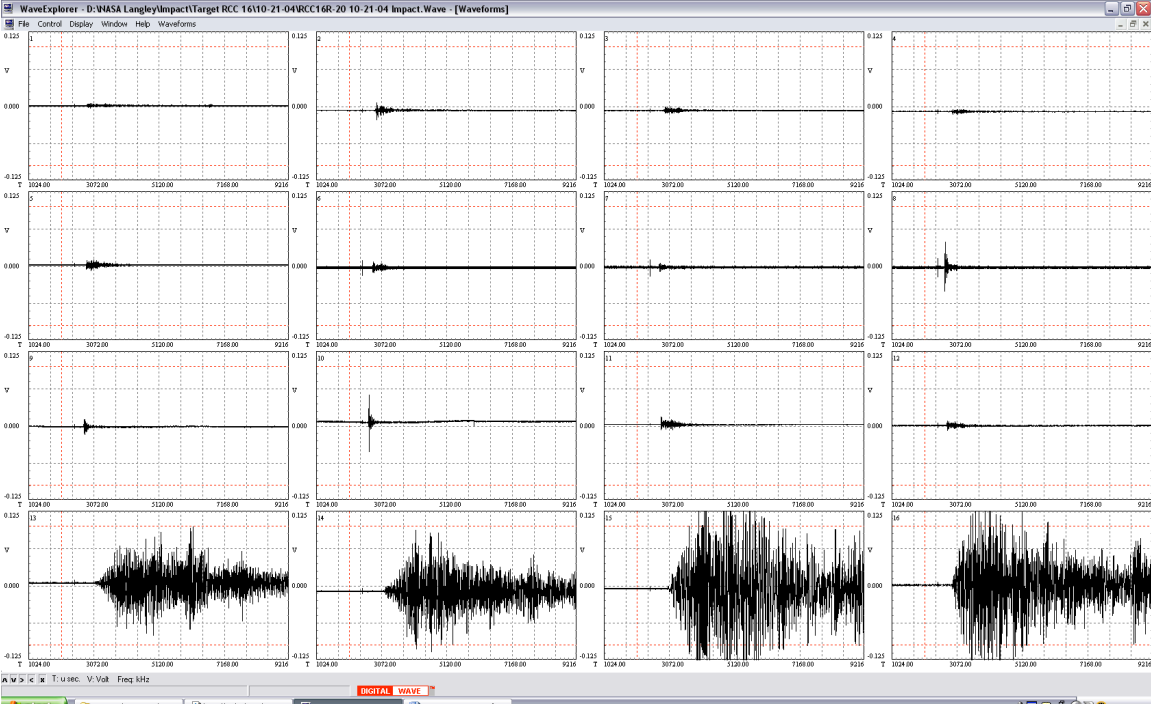 WaveExplorer - D:\NASA Langley\Impact\Target RCC 16\10-21-04\RCC16R-20 10-21-04 Impact.Wave - [Waveforms]
File Control Display Window Help Waveforms
0.125 1 0.125 2 0.125 3 0.125 4
V V V V
0.000 0.000 0.000 0.000
-0.125 -0.125 -0.125 -0.125
T 1024.00 3072.00 5120.00 7168.00 9216 T 1024.00 3072.00 5120.00 7168.00 9216 T 1024.00 3072.00 5120.00 7168.00 9216 T 1024.00 3072.00 5120.00 7168.00 9216
0.125 5 0.125 6 0.125 7 0.125 8
V V V V
0.000 0.000 0.000 0.000
-0.125 -0.125 -0.125 -0.125
T 1024.00 3072.00 5120.00 7168.00 9216 T 1024.00 3072.00 5120.00 7168.00 9216 T 1024.00 3072.00 5120.00 7168.00 9216 T 1024.00 3072.00 5120.00 7168.00 9216
0.125 9 0.125 10 0.125 11 0.125 12
V V V V
0.000 0.000 0.000 0.000
-0.125 -0.125 -0.125 -0.125
T 1024.00 3072.00 5120.00 7168.00 9216 T 1024.00 3072.00 5120.00 7168.00 9216 T 1024.00 3072.00 5120.00 7168.00 9216 T 1024.00 3072.00 5120.00 7168.00 9216
0.125 13 0.125 14 0.125 15 0.125 16
V V V V
0.000 0.000 0.000 0.000
-0.125 -0.125 -0.125 -0.125
T 1024.00 3072.00 5120.00 7168.00 9216 T 1024.00 3072.00 5120.00 7168.00 9216 T 1024.00 3072.00 5120.00 7168.00 9216 T 1024.00 3072.00 5120.00 7168.00 9216
T: u sec. V: Volt Freq: kHz
DIGITAL WAVE